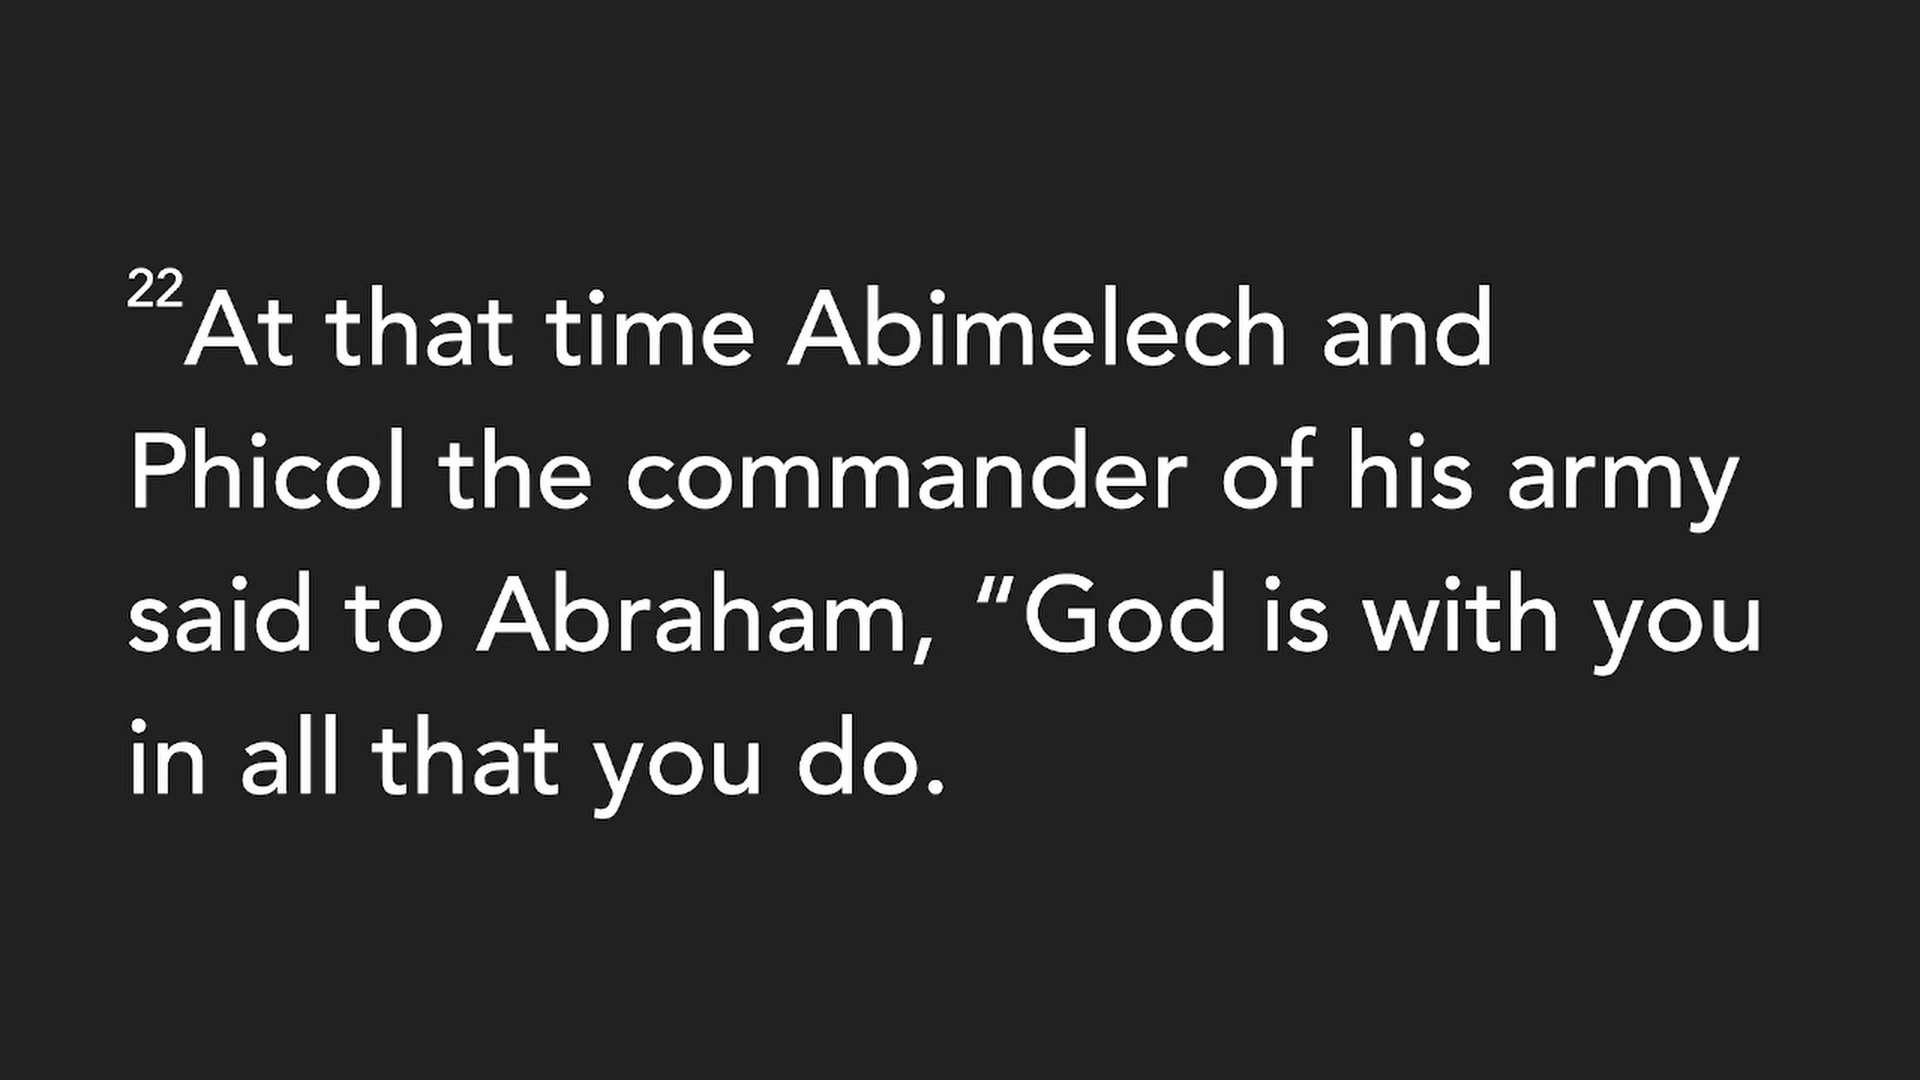 22At that time Abimelech and
Phicol the commander of his army
said to Abraham, “God is with you
in all that you do.